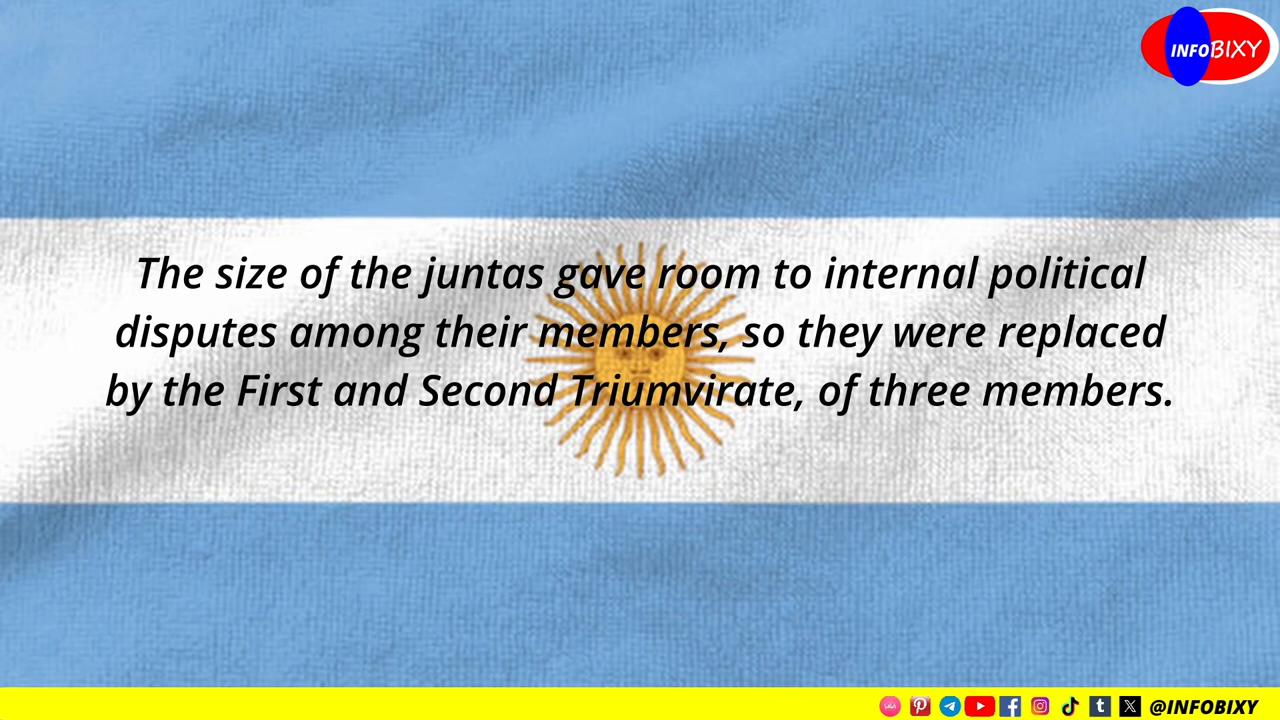 INFOBIXY
The size of the juntas gave room to internal political
disputes among their members, so they were replaced
by the First and Second Triumvirate, of three members.
@INFOBIXY